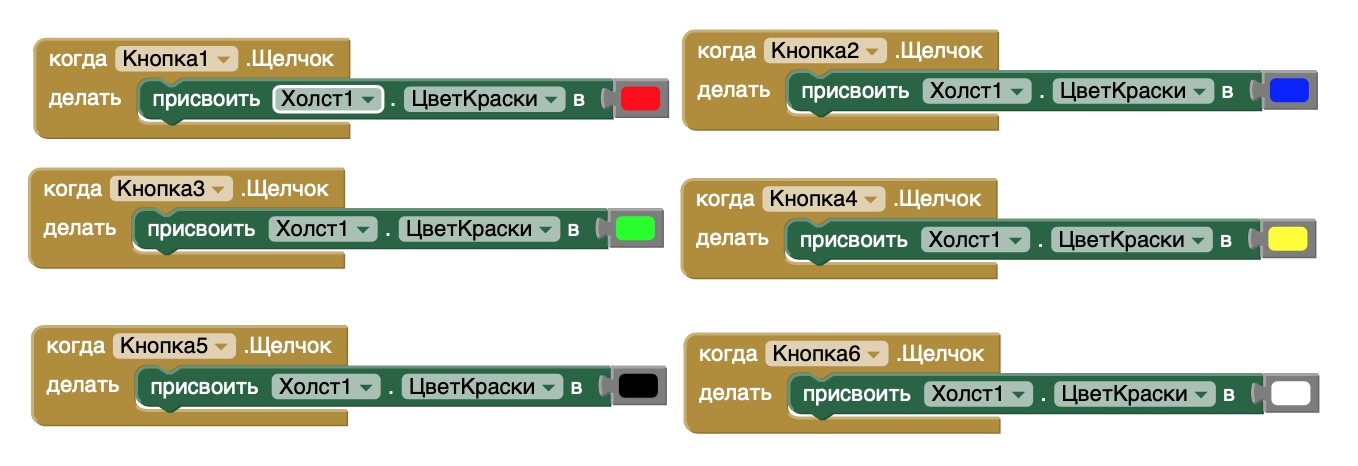 когда Кнопка1 .Щелчок
делать присвоить Холст1 . ЦветКраски в
когда Кнопка2 .Щелчок
делать присвоить Холст1 . ЦветКраски в
когда Кнопка3 .Щелчок
делать присвоить Холст1 . ЦветКраски в
когда Кнопка4 .Щелчок
делать присвоить Холст1 . ЦветКраски в
когда Кнопка5 .Щелчок
делать присвоить Холст1 . ЦветКраски в
когда Кнопка6 .Щелчок
делать присвоить Холст1 . ЦветКраски в